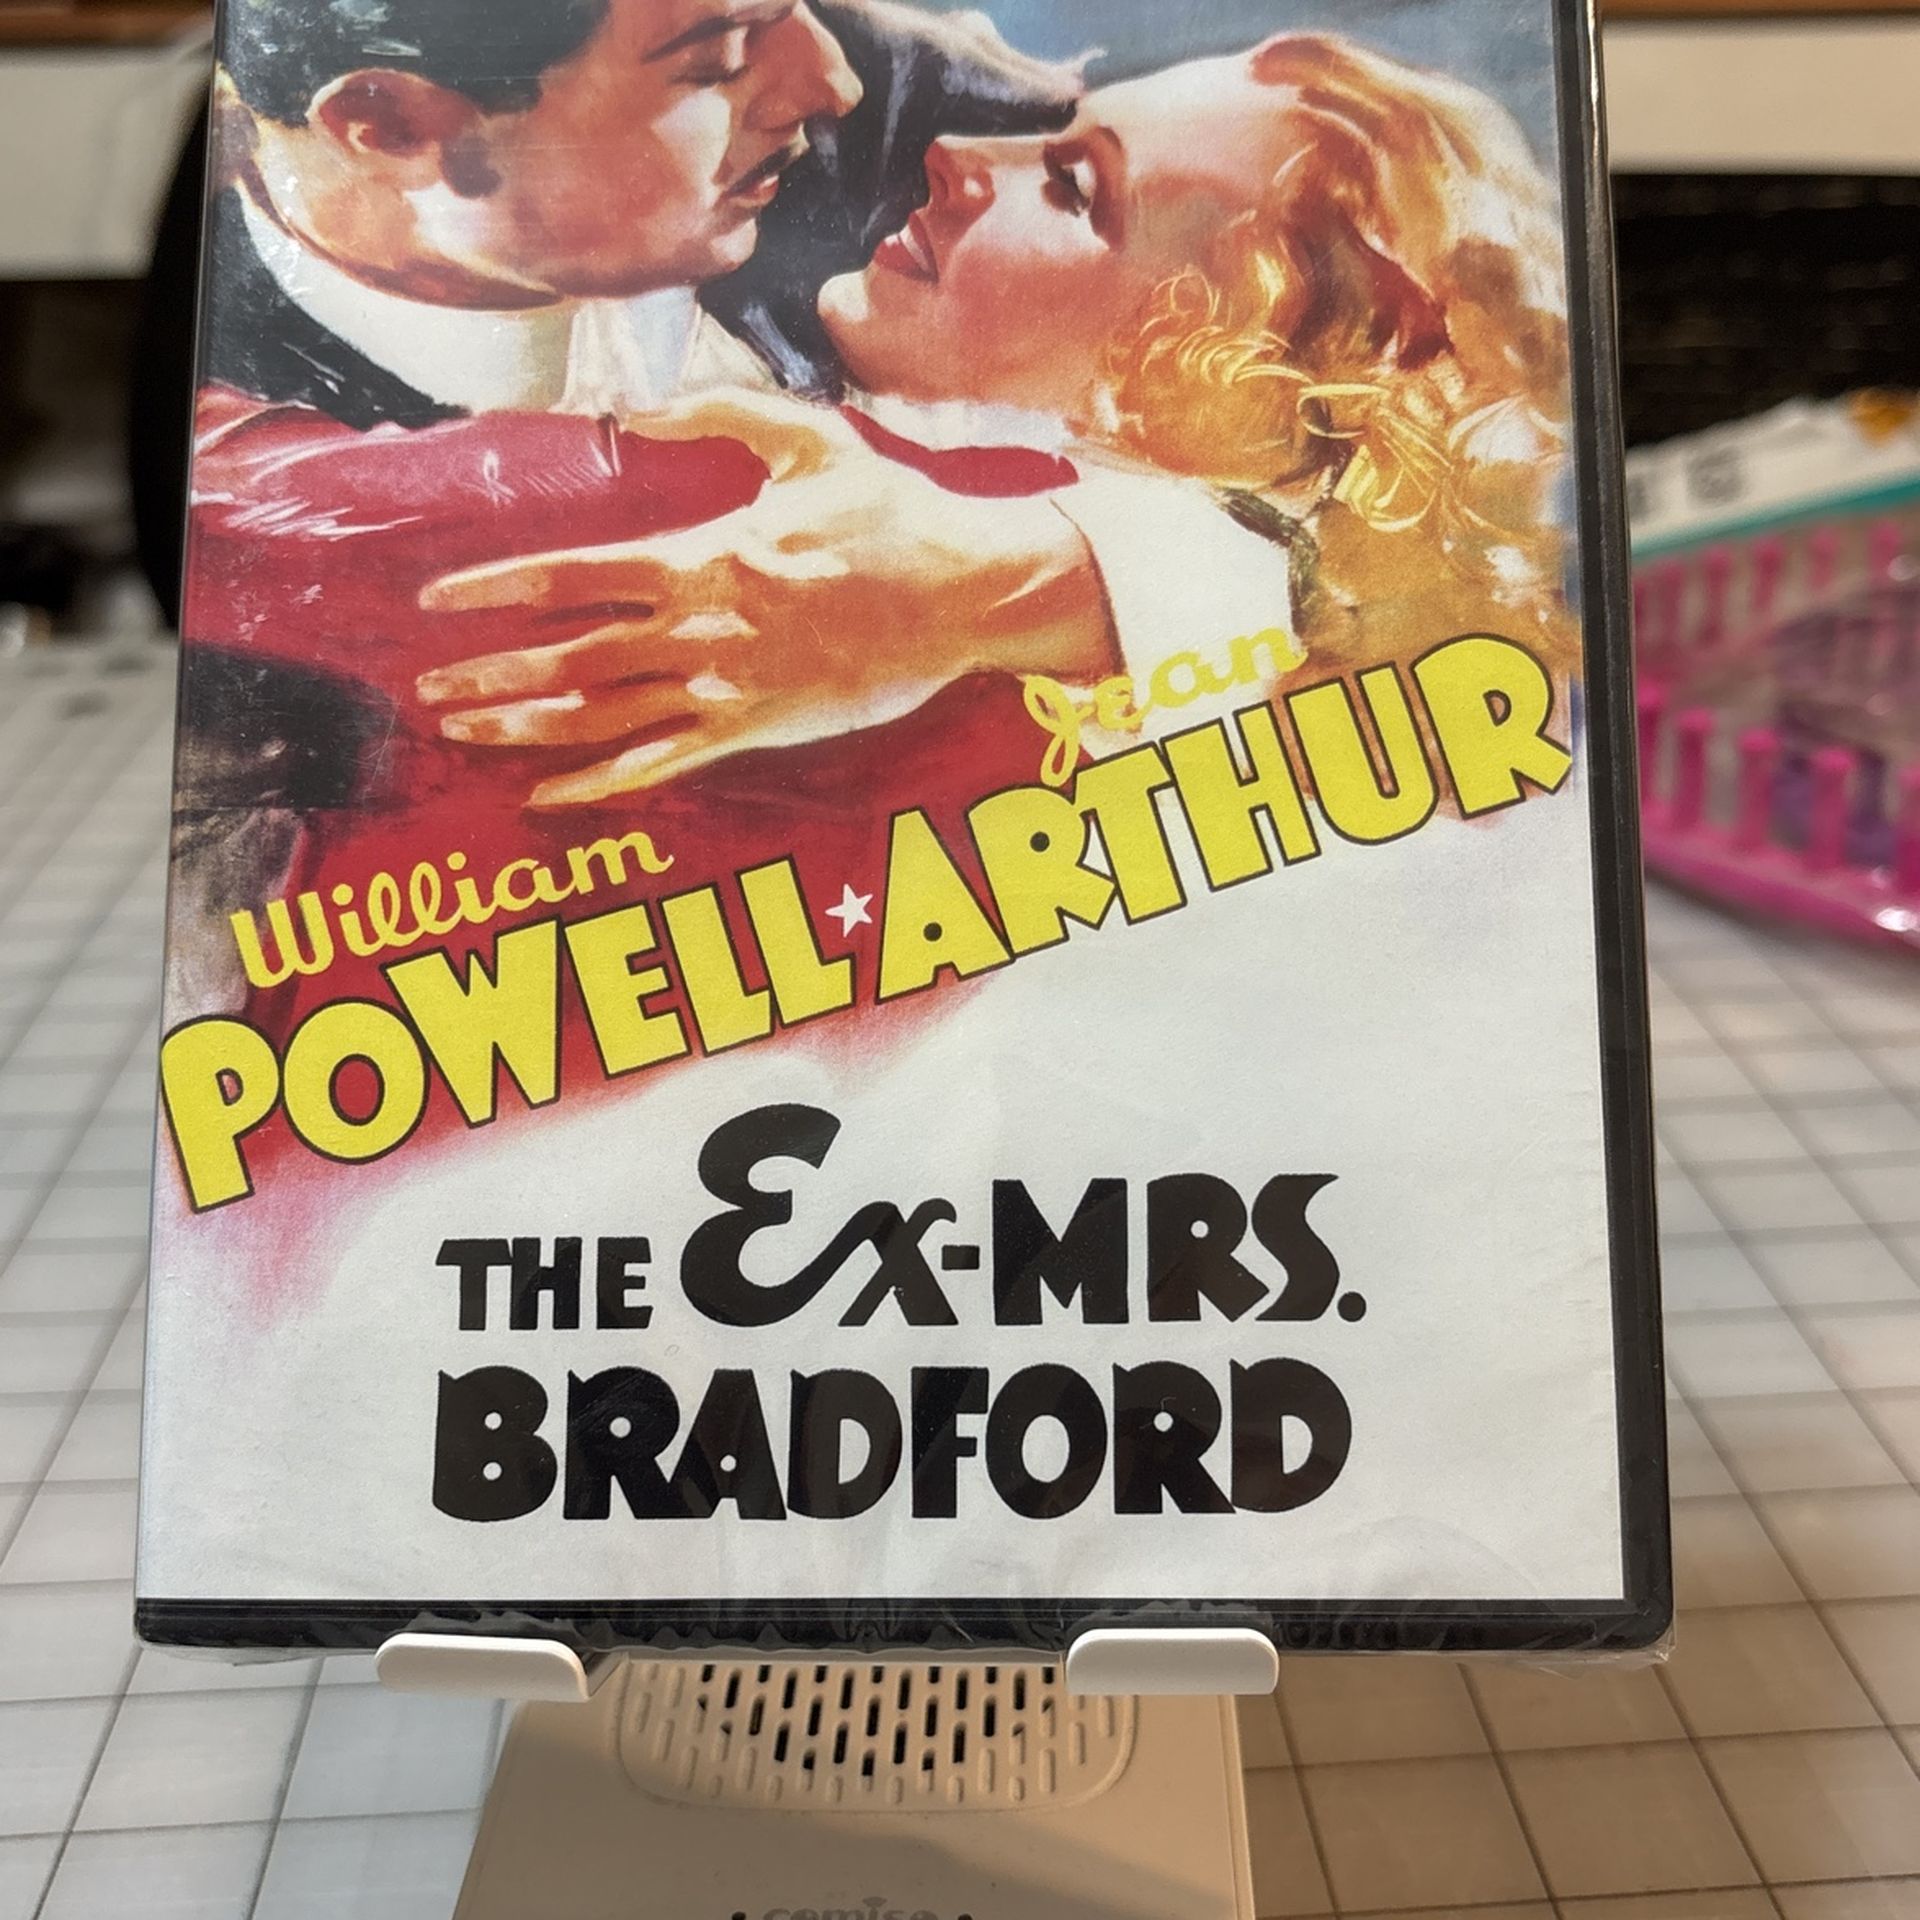 William
POWELL
Jean
ARTHUR
THE Ex-MRS.
BRADFORD